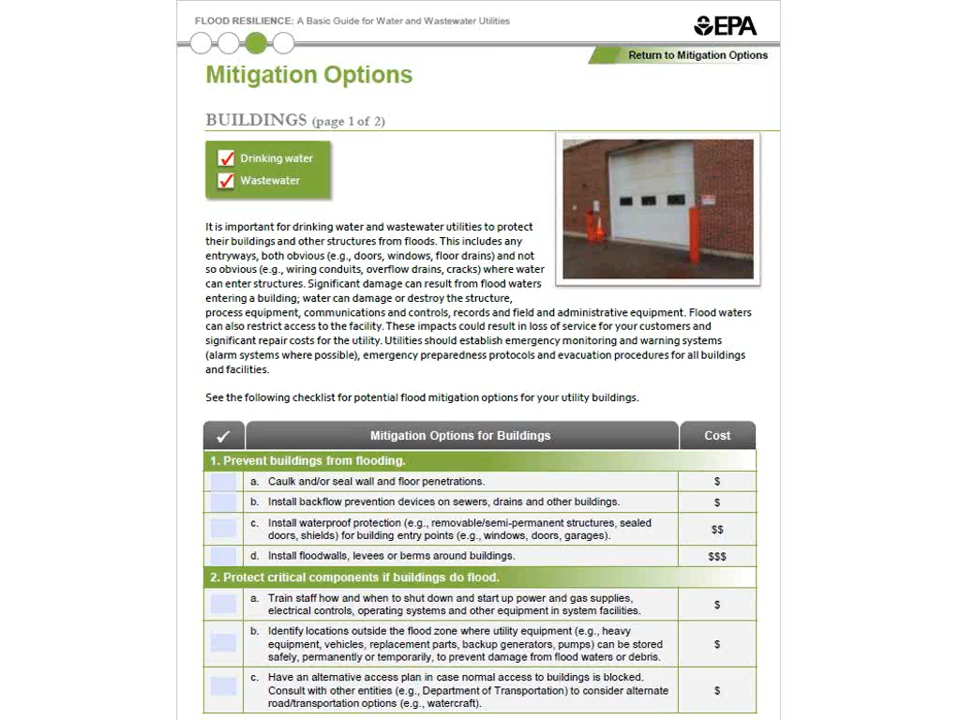 FLOOD RESILIENCE: A Basic Guide for Water and Wastewater Utilities
EPA
Return to Mitigation Options
Mitigation Options
BUILDINGS (page 1 of 2)
Drinking water
Wastewater
It is important for drinking water and wastewater utilities to protect
their buildings and other structures from floods. This includes any
entryways, both obvious (e.g., doors, windows, floor drains) and not
so obvious (e.g., wiring conduits, overflow drains, cracks) where water
can enter structures. Significant damage can result from flood waters
entering a building; water can damage or destroy the structure,
process equipment, communications and controls, records and field and administrative equipment. Flood waters
can also restrict access to the facility. These impacts could result in loss of service for your customers and
significant repair costs for the utility. Utilities should establish emergency monitoring and warning systems
(alarm systems where possible), emergency preparedness protocols and evacuation procedures for all buildings
and facilities.
See the following checklist for potential flood mitigation options for your utility buildings.
✓ Mitigation Options for Buildings Cost
1. Prevent buildings from flooding.
a. Caulk and/or seal wall and floor penetrations. $
b. Install backflow prevention devices on sewers, drains and other buildings. $
c. Install waterproof protection (e.g., removable/semi-permanent structures, sealed
doors, shields) for building entry points (e.g., windows, doors, garages). $$
d. Install floodwalls, levees or berms around buildings. $$$
2. Protect critical components if buildings do flood.
a. Train staff how and when to shut down and start up power and gas supplies,
electrical controls, operating systems and other equipment in system facilities. $
b. Identify locations outside the flood zone where utility equipment (e.g., heavy
equipment, vehicles, replacement parts, backup generators, pumps) can be stored $
safely, permanently or temporarily, to prevent damage from flood waters or debris.
c. Have an alternative access plan in case normal access to buildings is blocked.
Consult with other entities (e.g., Department of Transportation) to consider alternate $
road/transportation options (e.g., watercraft).